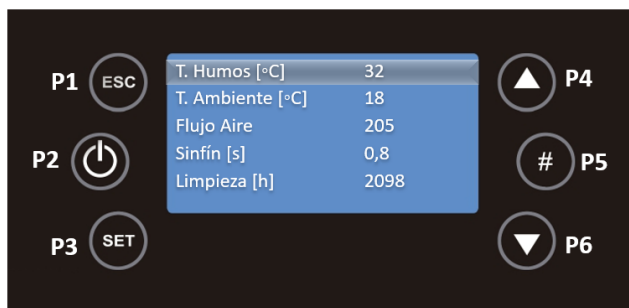 P1 ESC
P2
P3 SET
T. Humos [°C] 32
T. Ambiente [°C] 18
Flujo Aire 205
Sinfín [s] 0,8
Limpieza [h] 2098
P4
# P5
P6